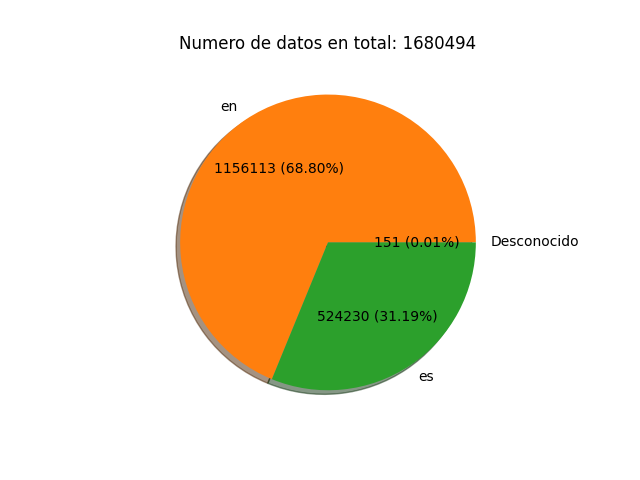 Numero de datos en total: 1680494
en
1156113 (68.80%)
151 (0.01%)
Desconocido
524230 (31.19%)
es